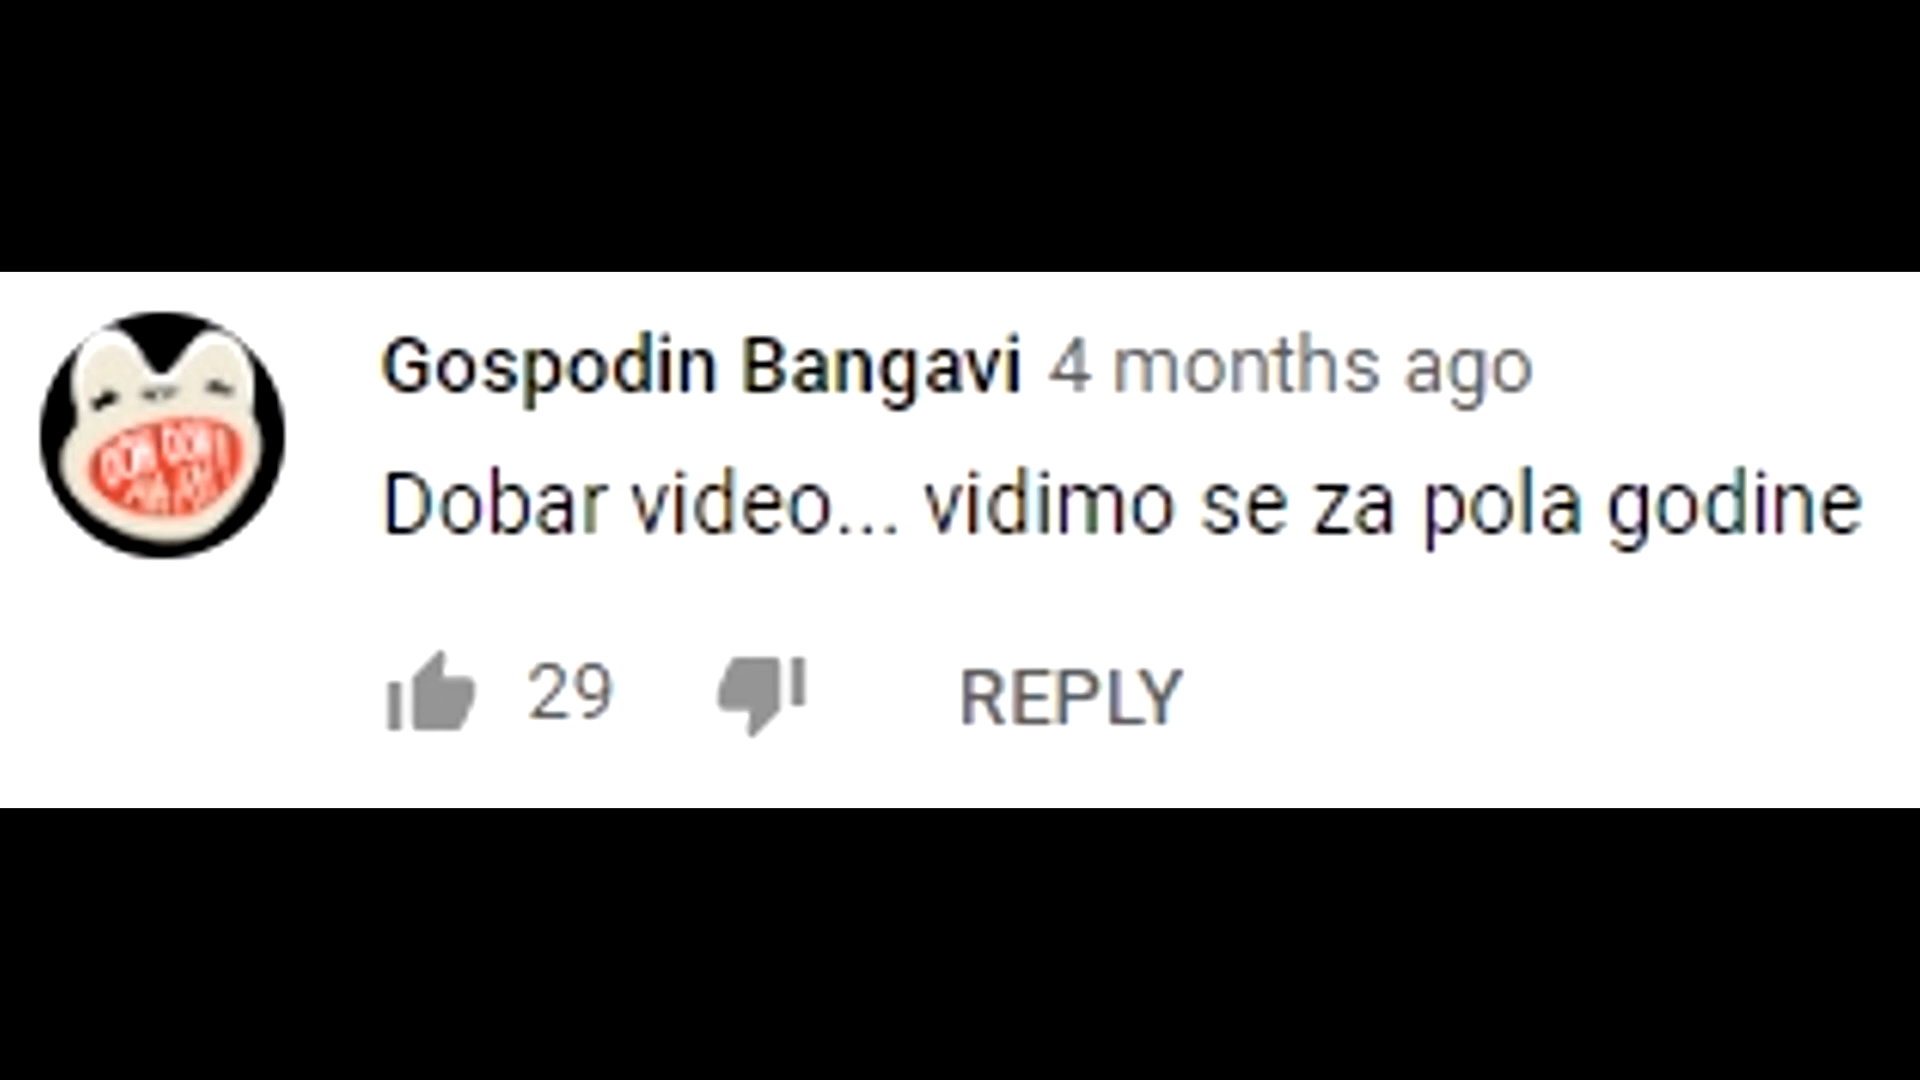 Gospodin Bangavi 4 months ago
Dobar video... vidimo se za pola godine
29 REPLY